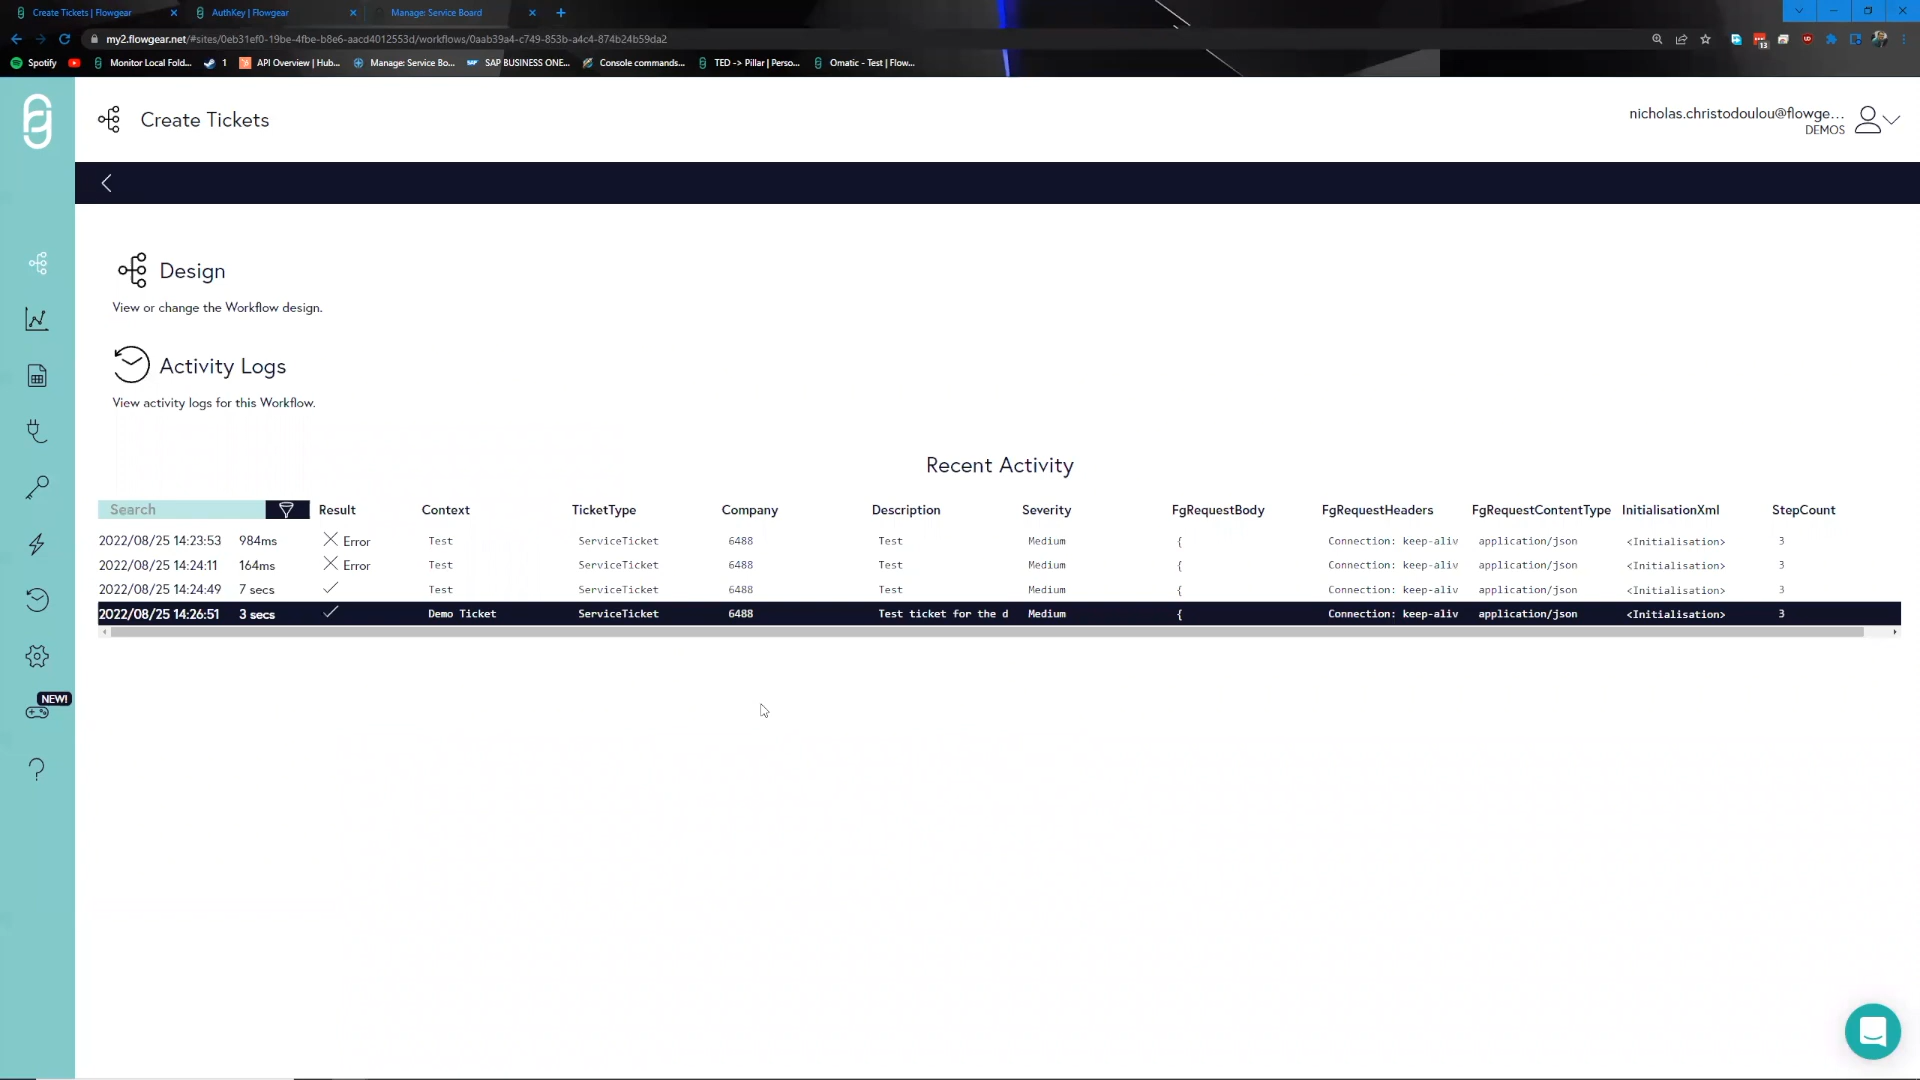 Create Tickets | Flowgear
AuthKey | Flowgear
Manage: Service Board
my2.flowgear.net/#sites/0eb31ef0-19be-4fbe-b8e6-aacd4012553d/workflows/0aab39a4-c749-853b-a4c4-874b24b59da2
13
Spotify
Monitor Local Fold...
1
API Overview | Hub...
Manage: Service Bo...
SAP BUSINESS ONE...
Console commands...
TED -> Pillar | Perso...
Omatic - Test | Flow...
Create Tickets
nicholas.christodoulou@flowge...
DEMOS
Design
View or change the Workflow design.
Activity Logs
View activity logs for this Workflow.
Recent Activity
Search Result Context TicketType Company Description Severity FgRequestBody FgRequestHeaders FgRequestContentType InitialisationXml StepCount
2022/08/25 14:23:53 984ms Error Test ServiceTicket 6488 Test Medium { Connection: keep-aliv application/json <Initialisation> 3
2022/08/25 14:24:11 164ms Error Test ServiceTicket 6488 Test Medium { Connection: keep-aliv application/json <Initialisation> 3
2022/08/25 14:24:49 7 secs Test ServiceTicket 6488 Test Medium { Connection: keep-aliv application/json <Initialisation> 3
2022/08/25 14:26:51 3 secs Demo Ticket ServiceTicket 6488 Test ticket for the d Medium { Connection: keep-aliv application/json <Initialisation> 3
NEW!